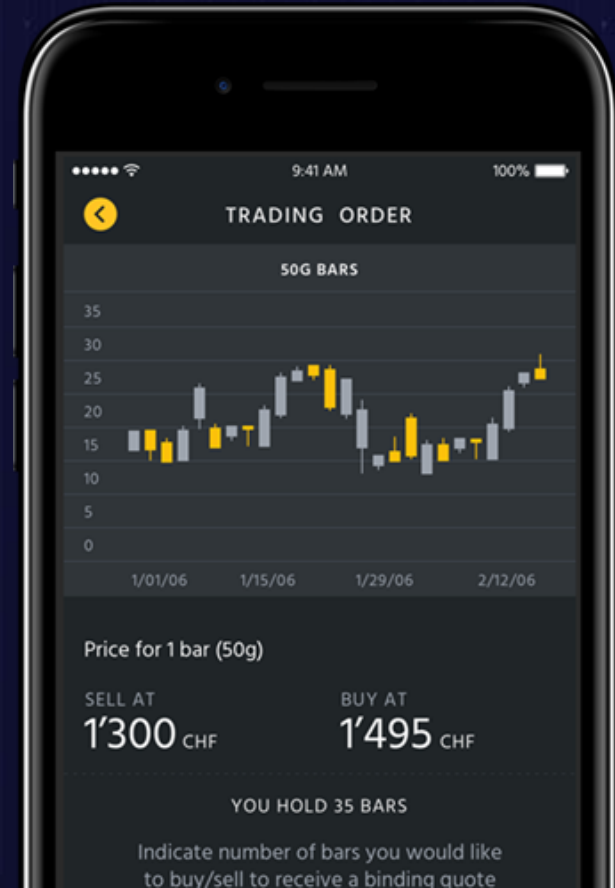 9:41 AM
100%
TRADING ORDER
50G BARS
35
30
25
20
15
10
5
0
1/01/06 1/15/06 1/29/06 2/12/06
Price for 1 bar (50g)
SELL AT BUY AT
1'300 CHF 1'495 CHF
YOU HOLD 35 BARS
Indicate number of bars you would like
to buy/sell to receive a binding quote